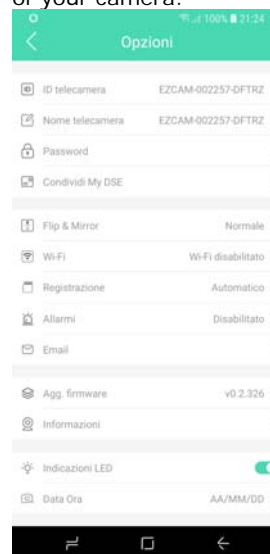 or your camera.
100% 21:24
Opzioni
ID telecamera EZCAM-002257-DFTRZ
Nome telecamera EZCAM-002257-DFTRZ
Password
Condividi My DSE
Flip & Mirror Normale
Wi-Fi Wi-Fi disabilitato
Registrazione Automatico
Allarmi Disabilitato
Email
Agg. firmware v0.2.326
Informazioni
Indicazioni LED
Data Ora AA/MM/DD